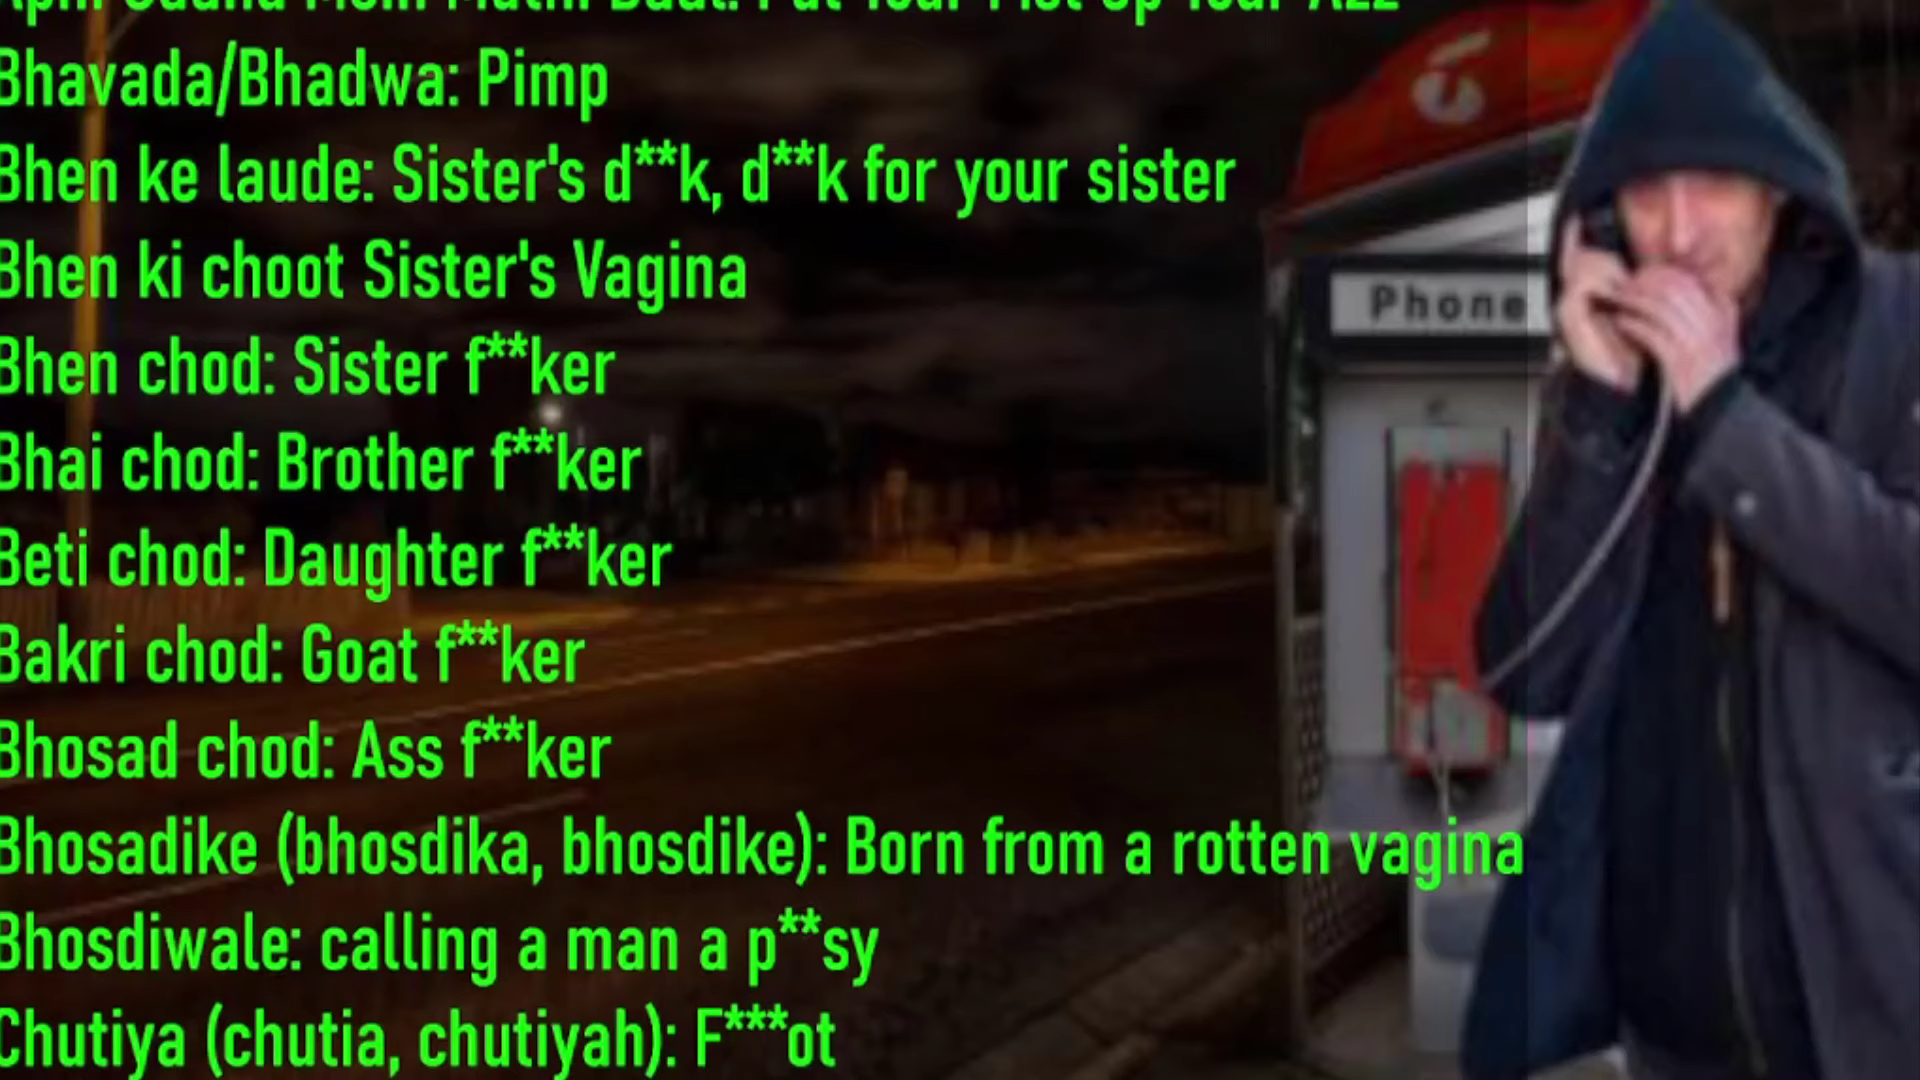 Bhavada/Bhadwa: Pimp
Bhen ke laude: Sister's d**k, d**k for your sister
Bhen ki choot Sister's Vagina
Bhen chod: Sister f**ker
Bhai chod: Brother f**ker
Beti chod: Daughter f**ker
Bakri chod: Goat f**ker
Bhosad chod: Ass f**ker
Bhosadike (bhosdika, bhosdike): Born from a rotten vagina
Bhosdiwale: calling a man a p**sy
Chutiya (chutia, chutiyah): F***ot
Phone